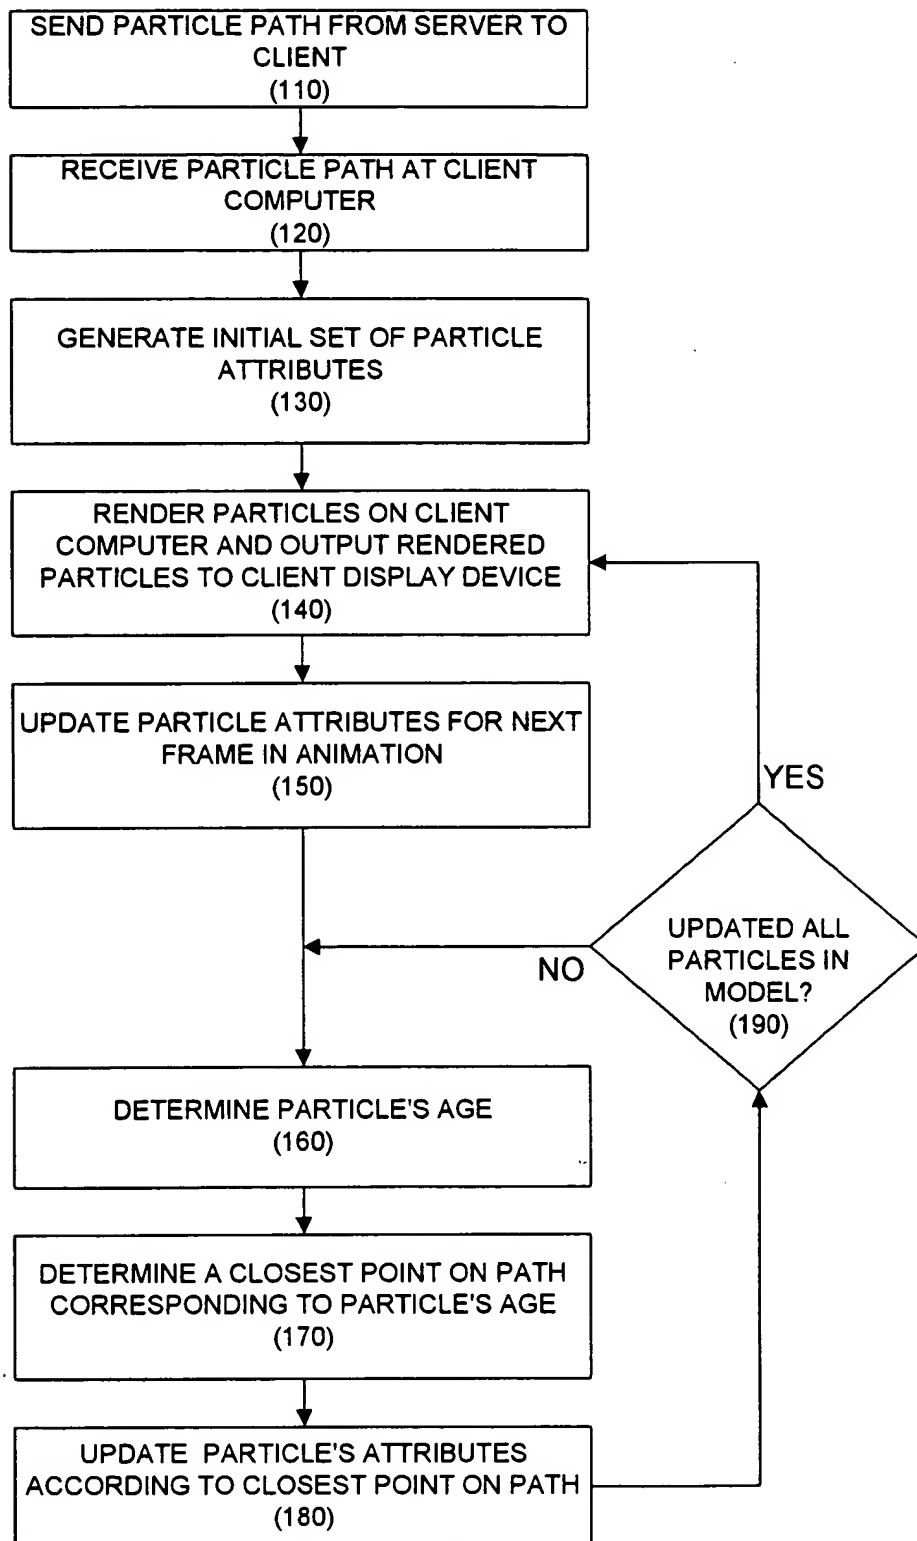 SEND PARTICLE PATH FROM SERVER TO
CLIENT
(110)
RECEIVE PARTICLE PATH AT CLIENT
COMPUTER
(120)
GENERATE INITIAL SET OF PARTICLE
ATTRIBUTES
(130)
RENDER PARTICLES ON CLIENT
COMPUTER AND OUTPUT RENDERED
PARTICLES TO CLIENT DISPLAY DEVICE
(140)
UPDATE PARTICLE ATTRIBUTES FOR NEXT
FRAME IN ANIMATION
(150)
YES
UPDATED ALL
PARTICLES IN
MODEL?
(190)
NO
DETERMINE PARTICLE'S AGE
(160)
DETERMINE A CLOSEST POINT ON PATH
CORRESPONDING TO PARTICLE'S AGE
(170)
UPDATE PARTICLE'S ATTRIBUTES
ACCORDING TO CLOSEST POINT ON PATH
(180)